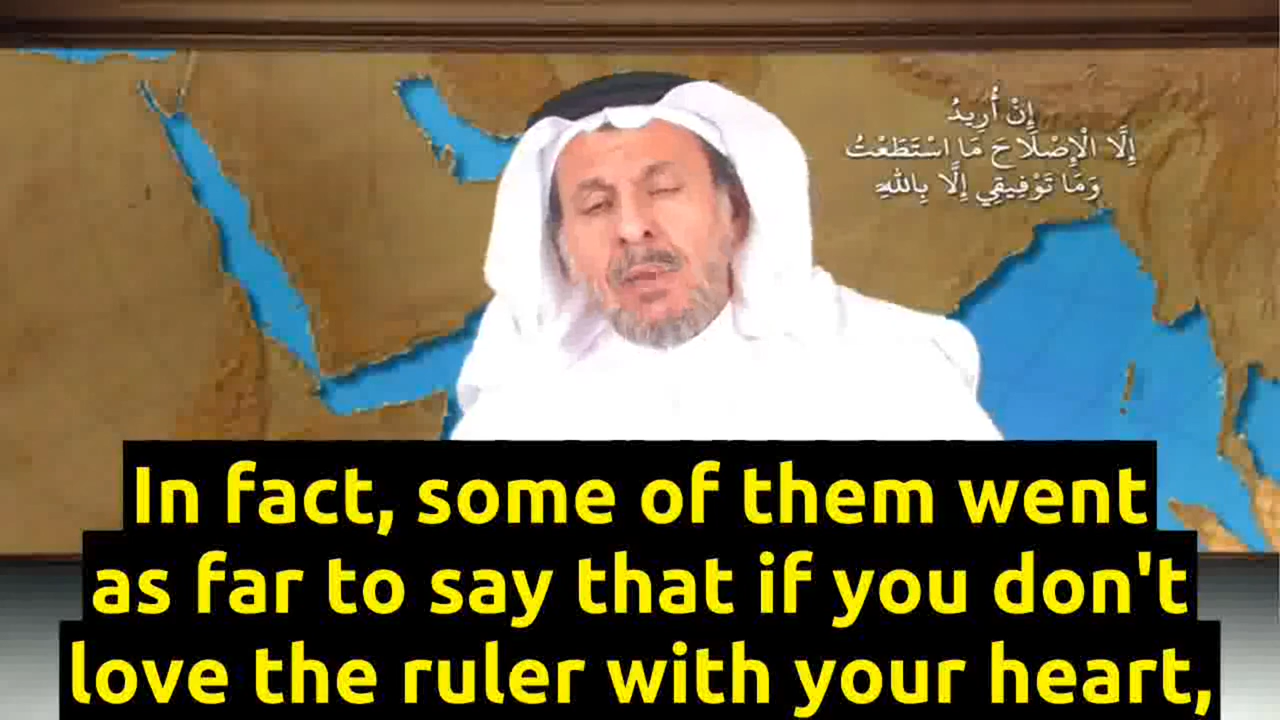 إِنْ أُرِيدُ
إِلَّا الْإِصْلَاحَ مَا اسْتَطَعْتُ
وَمَا تَوْفِيقِي إِلَّا بِاللَّهِ
In fact, some of them went
as far to say that if you don't
love the ruler with your heart,